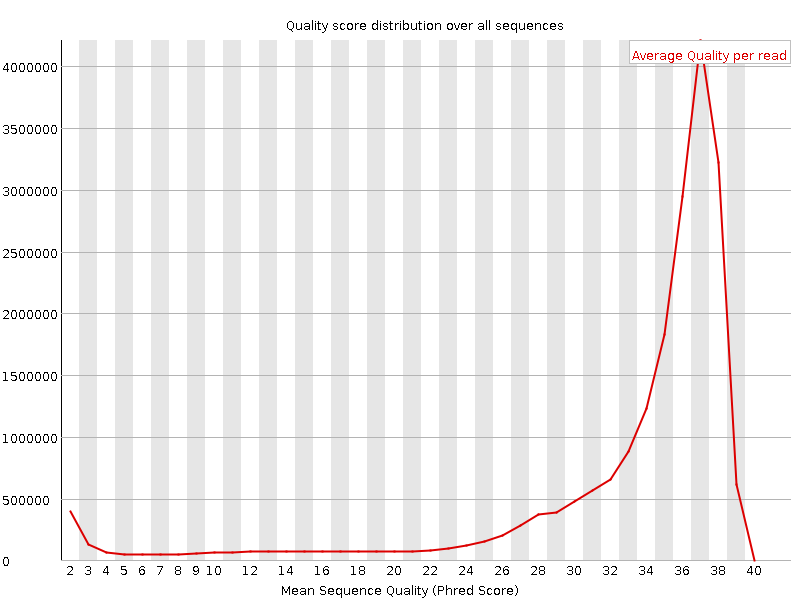 Quality score distribution over all sequences
Average Quality per read
4000000
3500000
3000000
2500000
2000000
1500000
1000000
500000
0
2 3 4 5 6 7 8 9 10 12 14 16 18 20 22 24 26 28 30 32 34 36 38 40
Mean Sequence Quality (Phred Score)